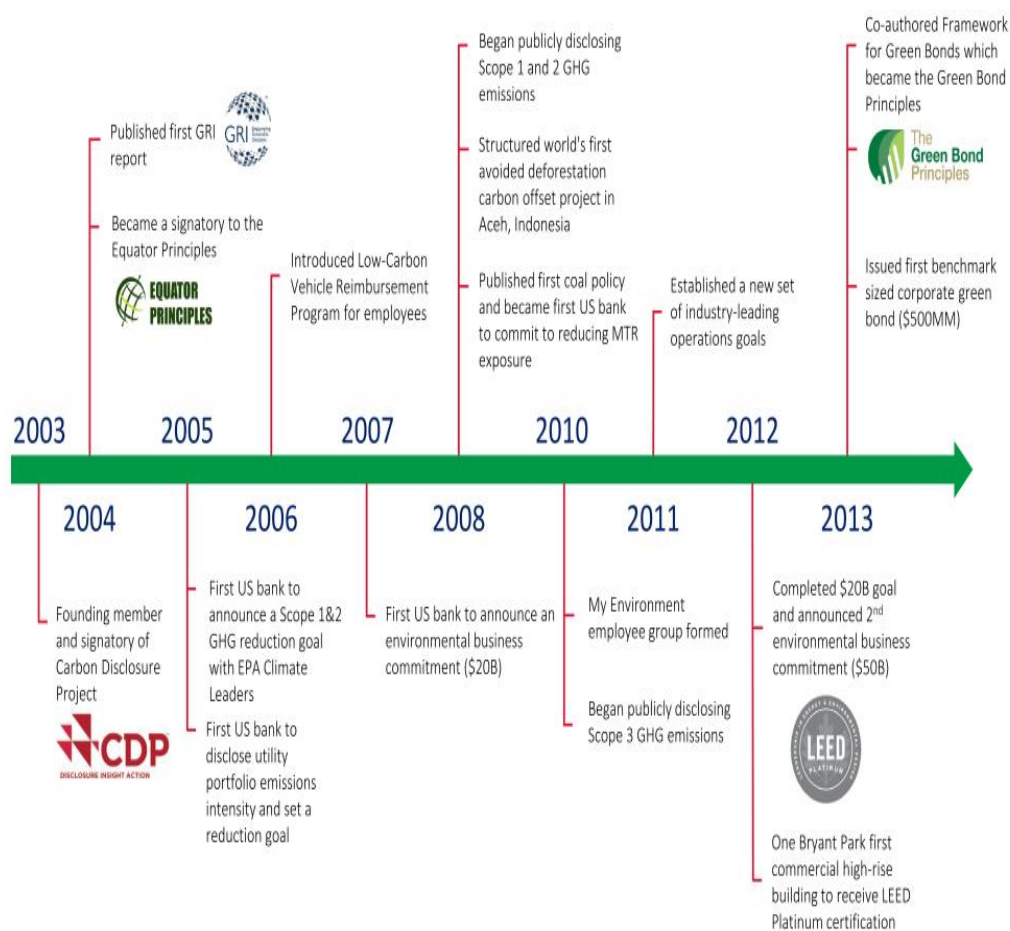 Published first GRI
report
GRI
Became a signatory to the
Equator Principles
EQUATOR
PRINCIPLES
Introduced Low-Carbon
Vehicle Reimbursement
Program for employees
Began publicly disclosing
Scope 1 and 2 GHG
emissions
Structured world's first
avoided deforestation
carbon offset project in
Aceh, Indonesia
Published first coal policy
and became first US bank
to commit to reducing MTR
exposure
Established a new set
of industry-leading
operations goals
Co-authored Framework
for Green Bonds which
became the Green Bond
Principles
The
Green Bond
Principles
Issued first benchmark
sized corporate green
bond ($500MM)
2003
2005
2007
2010
2012
2004
2006
2008
2011
2013
Founding member
and signatory of
Carbon Disclosure
Project
CDP
DISCLOSURE INSIGHT ACTION
First US bank to
announce a Scope 1&2
GHG reduction goal
with EPA Climate
Leaders
First US bank to
disclose utility
portfolio emissions
intensity and set a
reduction goal
First US bank to announce an
environmental business
commitment ($20B)
My Environment
employee group formed
Began publicly disclosing
Scope 3 GHG emissions
Completed $20B goal
and announced 2nd
environmental business
commitment ($50B)
LEED
PLATINUM
One Bryant Park first
commercial high-rise
building to receive LEED
Platinum certification